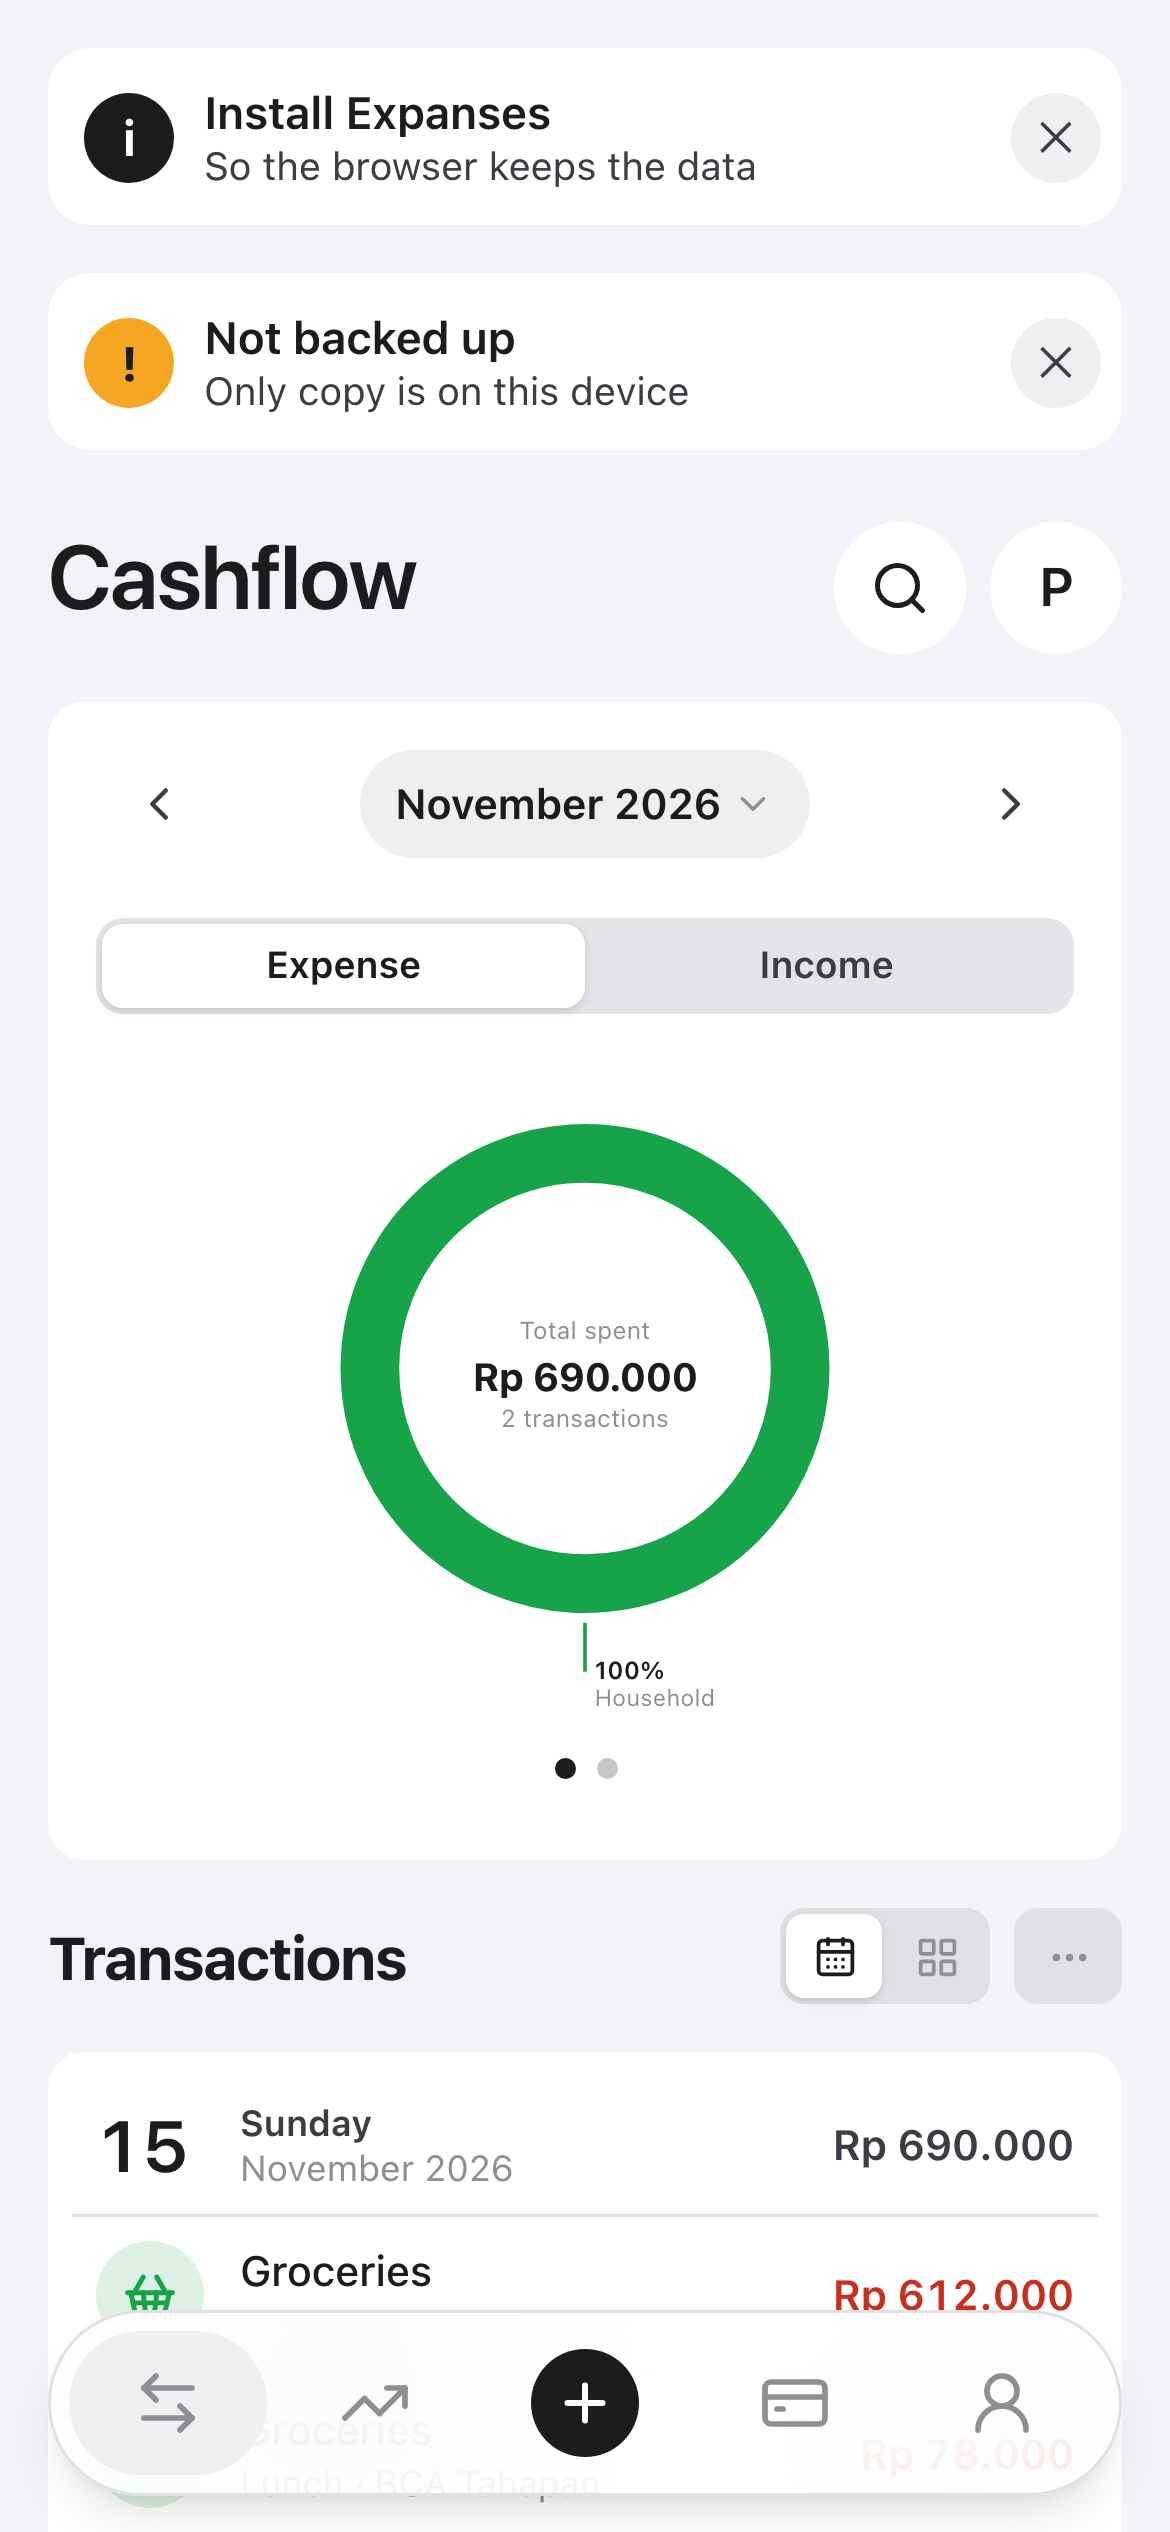 Install Expanses
So the browser keeps the data
Not backed up
Only copy is on this device
Cashflow
P
November 2026
Expense
Income
Total spent
Rp 690.000
2 transactions
100%
Household
Transactions
15
Sunday
November 2026
Rp 690.000
Groceries
Rp 612.000
Groceries
Rp 78.000
Lunch · BCA Tahapan